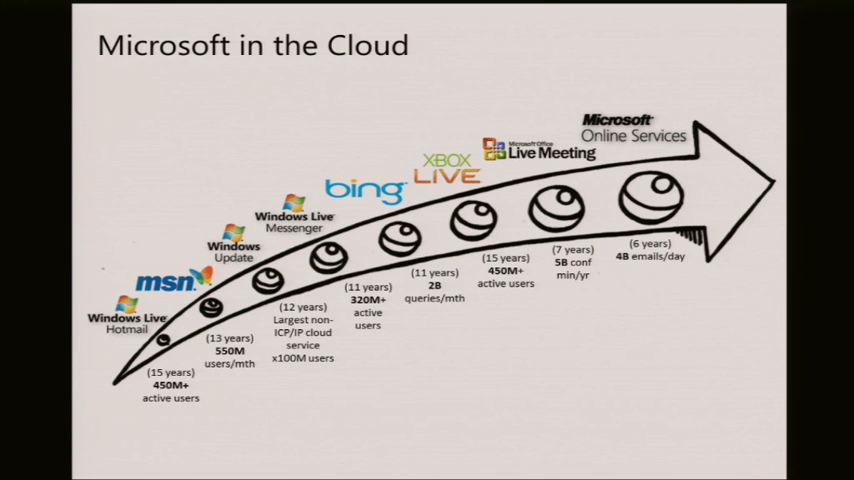 Microsoft in the Cloud
Microsoft
Online Services
Microsoft Office
Live Meeting
XBOX
LIVE
bing
Windows Live
Messenger
Windows
Update
msn
Windows Live
Hotmail
(15 years)
450M+
active users
(13 years)
550M
users/mth
(12 years)
Largest non-
ICP/IP cloud
service
x100M users
(11 years)
320M+
active
users
(11 years)
2B
queries/mth
(15 years)
450M+
active users
(7 years)
5B conf
min/yr
(6 years)
4B emails/day